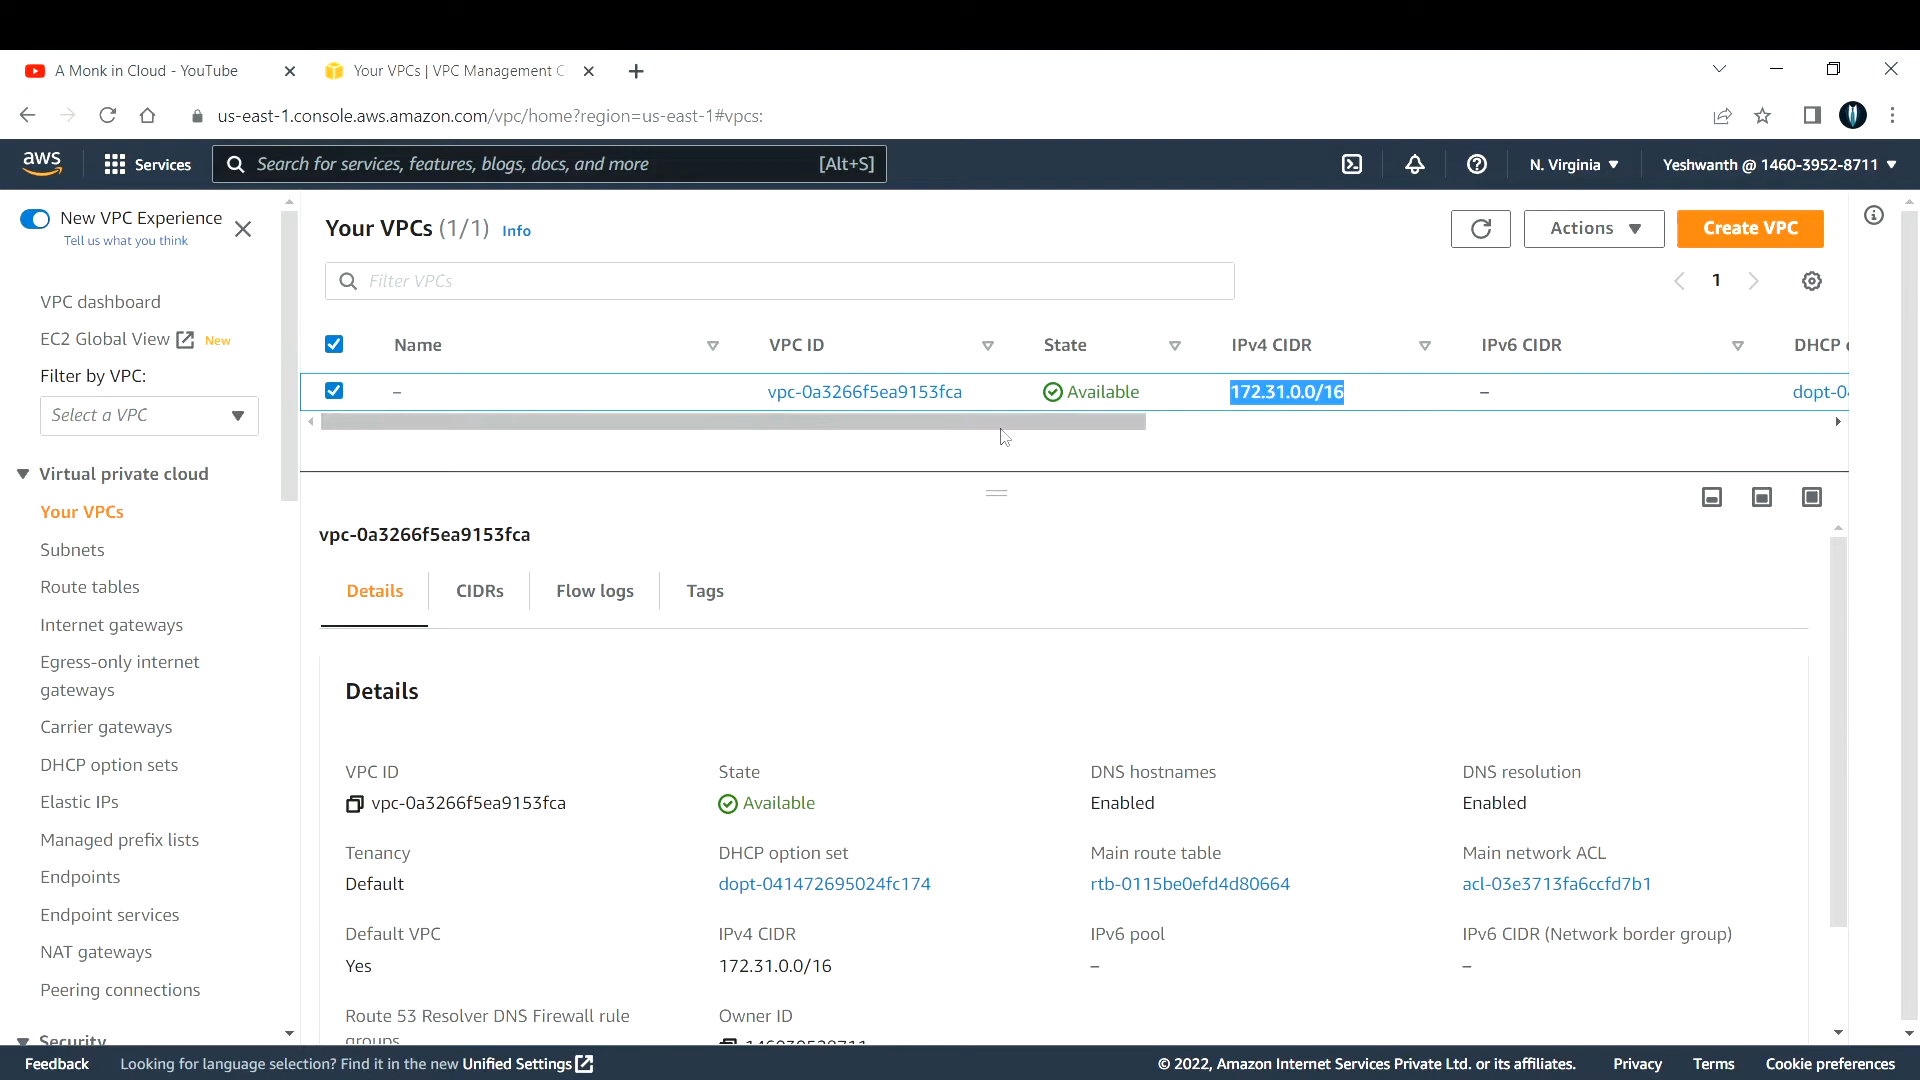 A Monk in Cloud - YouTube
Your VPCs | VPC Management C
us-east-1.console.aws.amazon.com/vpc/home?region=us-east-1#vpcs:
aws
Services
Search for services, features, blogs, docs, and more
[Alt+S]
N. Virginia
Yeshwanth @ 1460-3952-8711
New VPC Experience
Tell us what you think
VPC dashboard
EC2 Global View
New
Filter by VPC:
Select a VPC
Virtual private cloud
Your VPCs
Subnets
Route tables
Internet gateways
Egress-only internet
gateways
Carrier gateways
DHCP option sets
Elastic IPs
Managed prefix lists
Endpoints
Endpoint services
NAT gateways
Peering connections
Security
Your VPCs (1/1) Info
Actions
Create VPC
Filter VPCs
1
Name VPC ID State IPv4 CIDR IPv6 CIDR DHCP
– vpc-0a3266f5ea9153fca Available 172.31.0.0/16 – dopt-0
vpc-0a3266f5ea9153fca
Details CIDRs Flow logs Tags
Details
VPC ID State DNS hostnames DNS resolution
vpc-0a3266f5ea9153fca Available Enabled Enabled
Tenancy DHCP option set Main route table Main network ACL
Default dopt-041472695024fc174 rtb-0115be0efd4d80664 acl-03e3713fa6ccfd7b1
Default VPC IPv4 CIDR IPv6 pool IPv6 CIDR (Network border group)
Yes 172.31.0.0/16 – –
Route 53 Resolver DNS Firewall rule Owner ID
groups
Feedback Looking for language selection? Find it in the new Unified Settings
© 2022, Amazon Internet Services Private Ltd. or its affiliates. Privacy Terms Cookie preferences